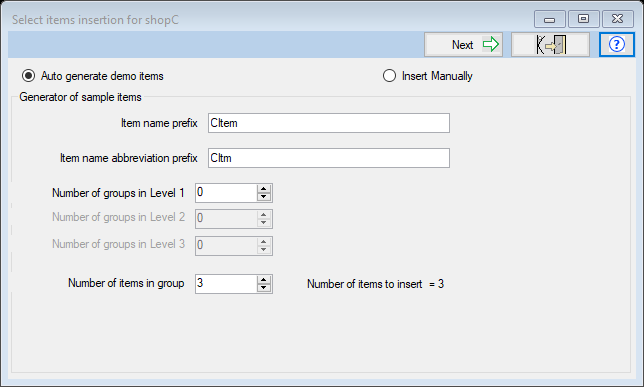 Select items insertion for shopC
Next
?
Auto generate demo items
Insert Manually
Generator of sample items
Item name prefix CItem
Item name abbreviation prefix CItm
Number of groups in Level 1 0
Number of groups in Level 2 0
Number of groups in Level 3 0
Number of items in group 3 Number of items to insert = 3